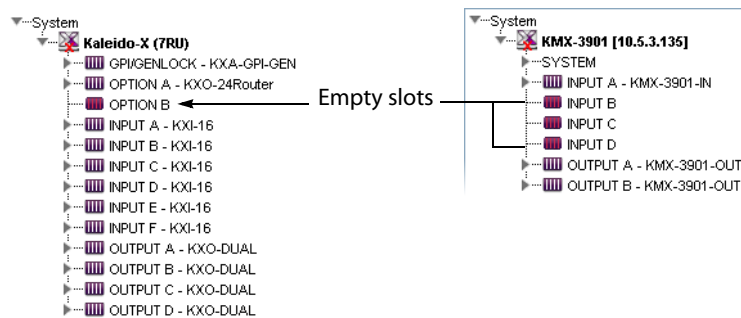 System
Kaleido-X (7RU)
GPI/GENLOCK - KXA-GPI-GEN
OPTION A - KXO-24Router
OPTION B
INPUT A - KXI-16
INPUT B - KXI-16
INPUT C - KXI-16
INPUT D - KXI-16
INPUT E - KXI-16
INPUT F - KXI-16
OUTPUT A - KXO-DUAL
OUTPUT B - KXO-DUAL
OUTPUT C - KXO-DUAL
OUTPUT D - KXO-DUAL
Empty slots
System
KMX-3901 [10.5.3.135]
SYSTEM
INPUT A - KMX-3901-IN
INPUT B
INPUT C
INPUT D
OUTPUT A - KMX-3901-OUT
OUTPUT B - KMX-3901-OUT